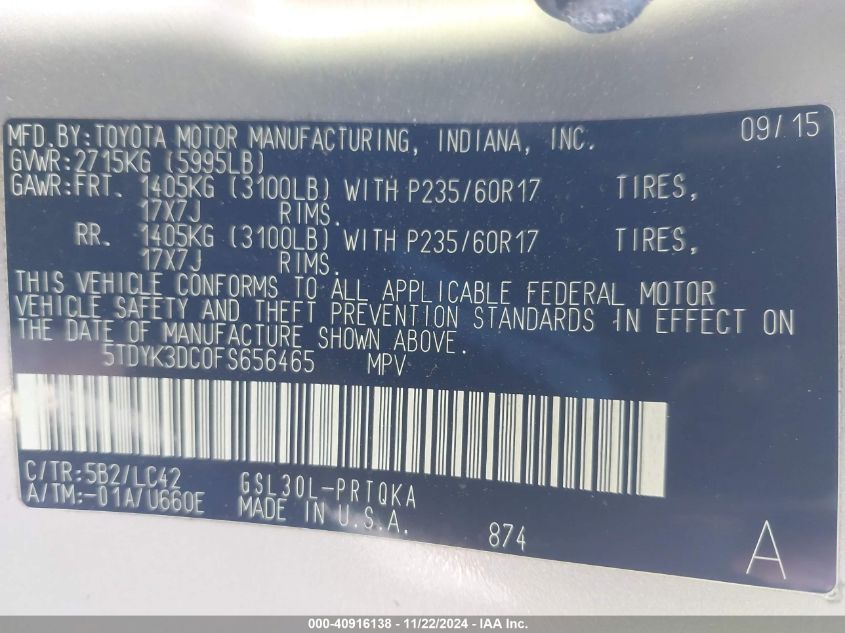 MFD.BY:TOYOTA MOTOR MANUFACTURING, INDIANA, INC. 09/15
GVWR:2715KG (5995LB)
GAWR:FRT. 1405KG (3100LB) WITH P235/60R17 TIRES,
17X7J RIMS.
RR. 1405KG (3100LB) WITH P235/60R17 TIRES,
17X7J RIMS.
THIS VEHICLE CONFORMS TO ALL APPLICABLE FEDERAL MOTOR
VEHICLE SAFETY AND THEFT PREVENTION STANDARDS IN EFFECT ON
THE DATE OF MANUFACTURE SHOWN ABOVE.
5TDYK3DC0FS656465 MPV
C/TR:5B2/LC42 GSL30L-PRTQKA
A/TM:-01A/U660E MADE IN U.S.A. 874 A
000-40916138 - 11/22/2024 - IAA Inc.